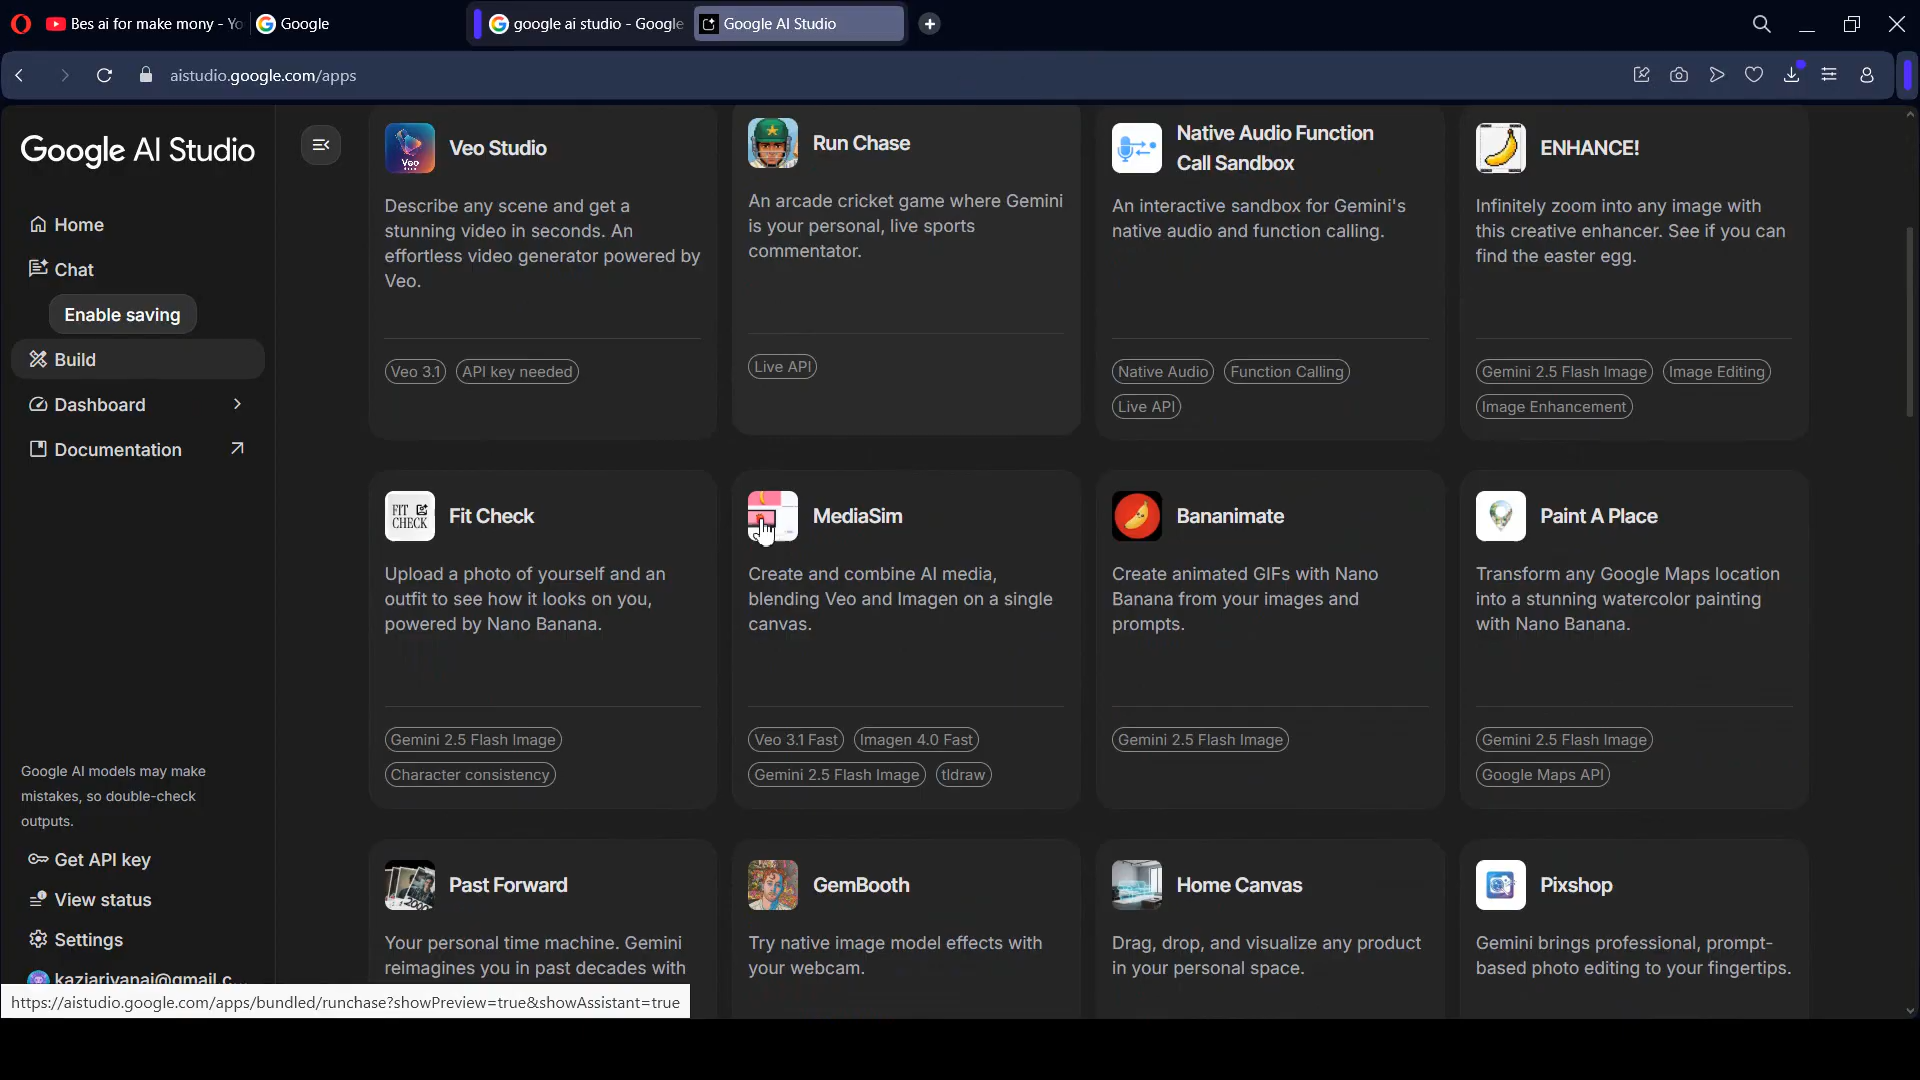 Bes ai for make mony - Yo
Google
google ai studio - Google
Google AI Studio
aistudio.google.com/apps
Google AI Studio
Home
Chat
Enable saving
Build
Dashboard
Documentation
Google AI models may make
mistakes, so double-check
outputs.
Get API key
View status
Settings
kaziariyanai@gmail.c...
https://aistudio.google.com/apps/bundled/runchase?showPreview=true&showAssistant=true
Veo
Veo Studio
Describe any scene and get a
stunning video in seconds. An
effortless video generator powered by
Veo.
Veo 3.1
API key needed
Run Chase
An arcade cricket game where Gemini
is your personal, live sports
commentator.
Live API
Native Audio Function
Call Sandbox
An interactive sandbox for Gemini's
native audio and function calling.
Native Audio
Function Calling
Live API
ENHANCE!
Infinitely zoom into any image with
this creative enhancer. See if you can
find the easter egg.
Gemini 2.5 Flash Image
Image Editing
Image Enhancement
FIT
CHECK
Fit Check
Upload a photo of yourself and an
outfit to see how it looks on you,
powered by Nano Banana.
Gemini 2.5 Flash Image
Character consistency
MediaSim
Create and combine AI media,
blending Veo and Imagen on a single
canvas.
Veo 3.1 Fast
Imagen 4.0 Fast
Gemini 2.5 Flash Image
tldraw
Bananimate
Create animated GIFs with Nano
Banana from your images and
prompts.
Gemini 2.5 Flash Image
Paint A Place
Transform any Google Maps location
into a stunning watercolor painting
with Nano Banana.
Gemini 2.5 Flash Image
Google Maps API
Past Forward
Your personal time machine. Gemini
reimagines you in past decades with
GemBooth
Try native image model effects with
your webcam.
Home Canvas
Drag, drop, and visualize any product
in your personal space.
Pixshop
Gemini brings professional, prompt-
based photo editing to your fingertips.